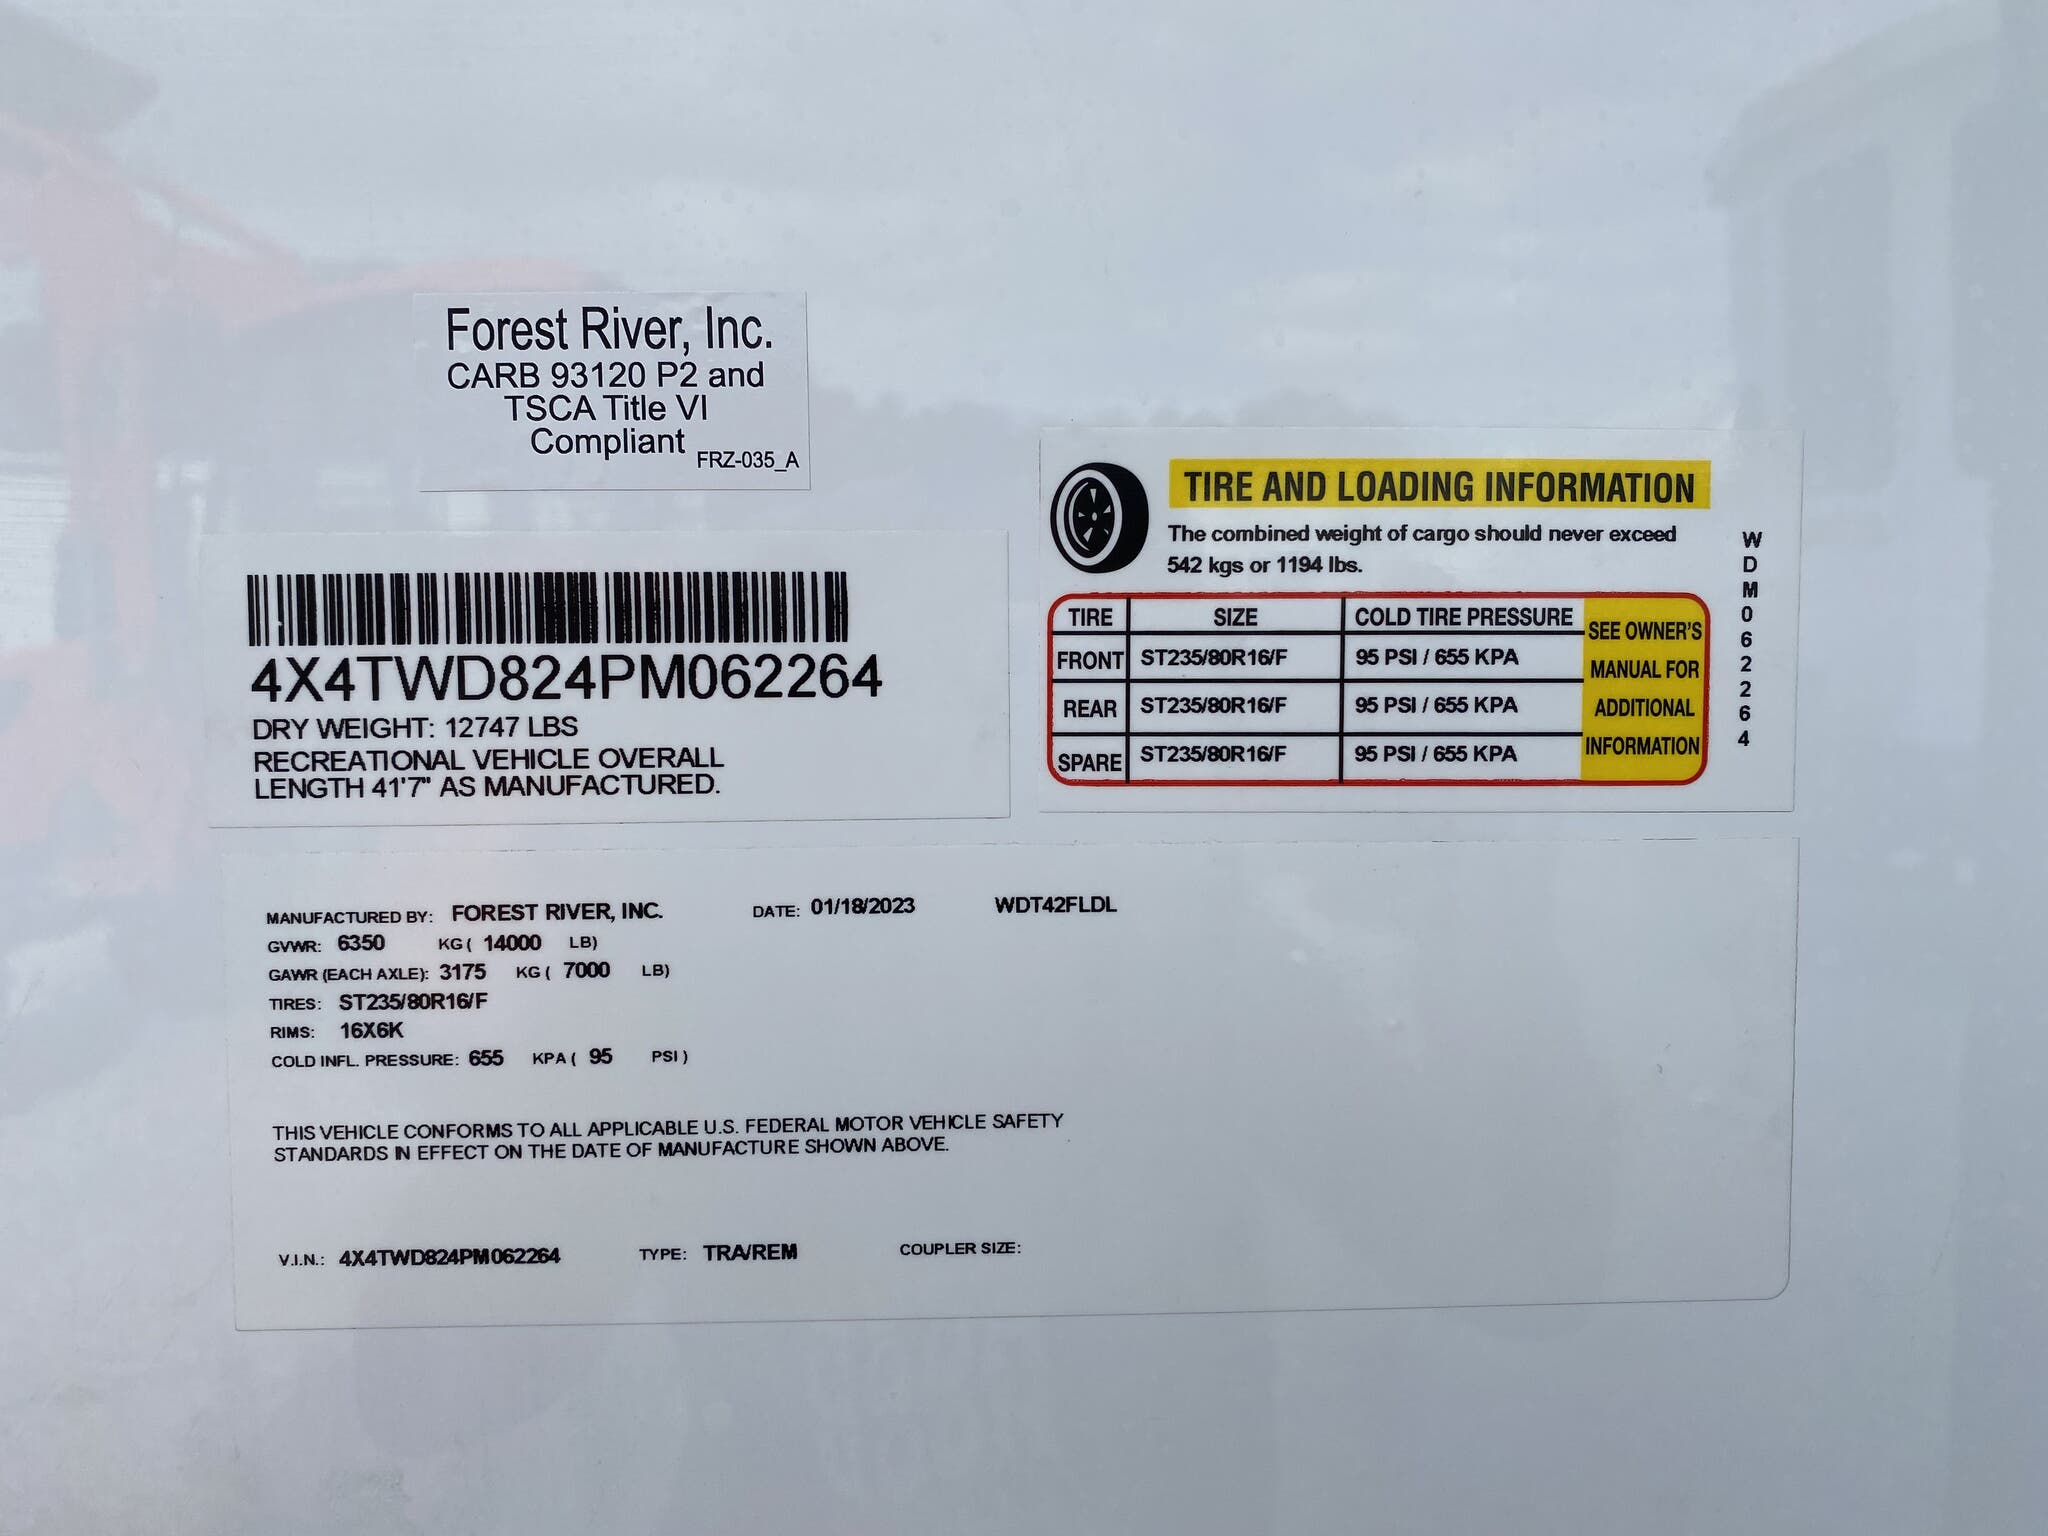 Forest River, Inc.
CARB 93120 P2 and
TSCA Title VI
Compliant FRZ-035_A
4X4TWD824PM062264
DRY WEIGHT: 12747 LBS
RECREATIONAL VEHICLE OVERALL
LENGTH 41'7" AS MANUFACTURED.
TIRE AND LOADING INFORMATION
The combined weight of cargo should never exceed
542 kgs or 1194 lbs.
TIRE SIZE COLD TIRE PRESSURE
FRONT ST235/80R16/F 95 PSI / 655 KPA
REAR ST235/80R16/F 95 PSI / 655 KPA
SPARE ST235/80R16/F 95 PSI / 655 KPA
SEE OWNER'S
MANUAL FOR
ADDITIONAL
INFORMATION
WDM062264
MANUFACTURED BY: FOREST RIVER, INC. DATE: 01/18/2023 WDT42FLDL
GVWR: 6350 KG ( 14000 LB)
GAWR (EACH AXLE): 3175 KG ( 7000 LB)
TIRES: ST235/80R16/F
RIMS: 16X6K
COLD INFL. PRESSURE: 655 KPA ( 95 PSI )
THIS VEHICLE CONFORMS TO ALL APPLICABLE U.S. FEDERAL MOTOR VEHICLE SAFETY
STANDARDS IN EFFECT ON THE DATE OF MANUFACTURE SHOWN ABOVE.
V.I.N.: 4X4TWD824PM062264 TYPE: TRA/REM COUPLER SIZE: